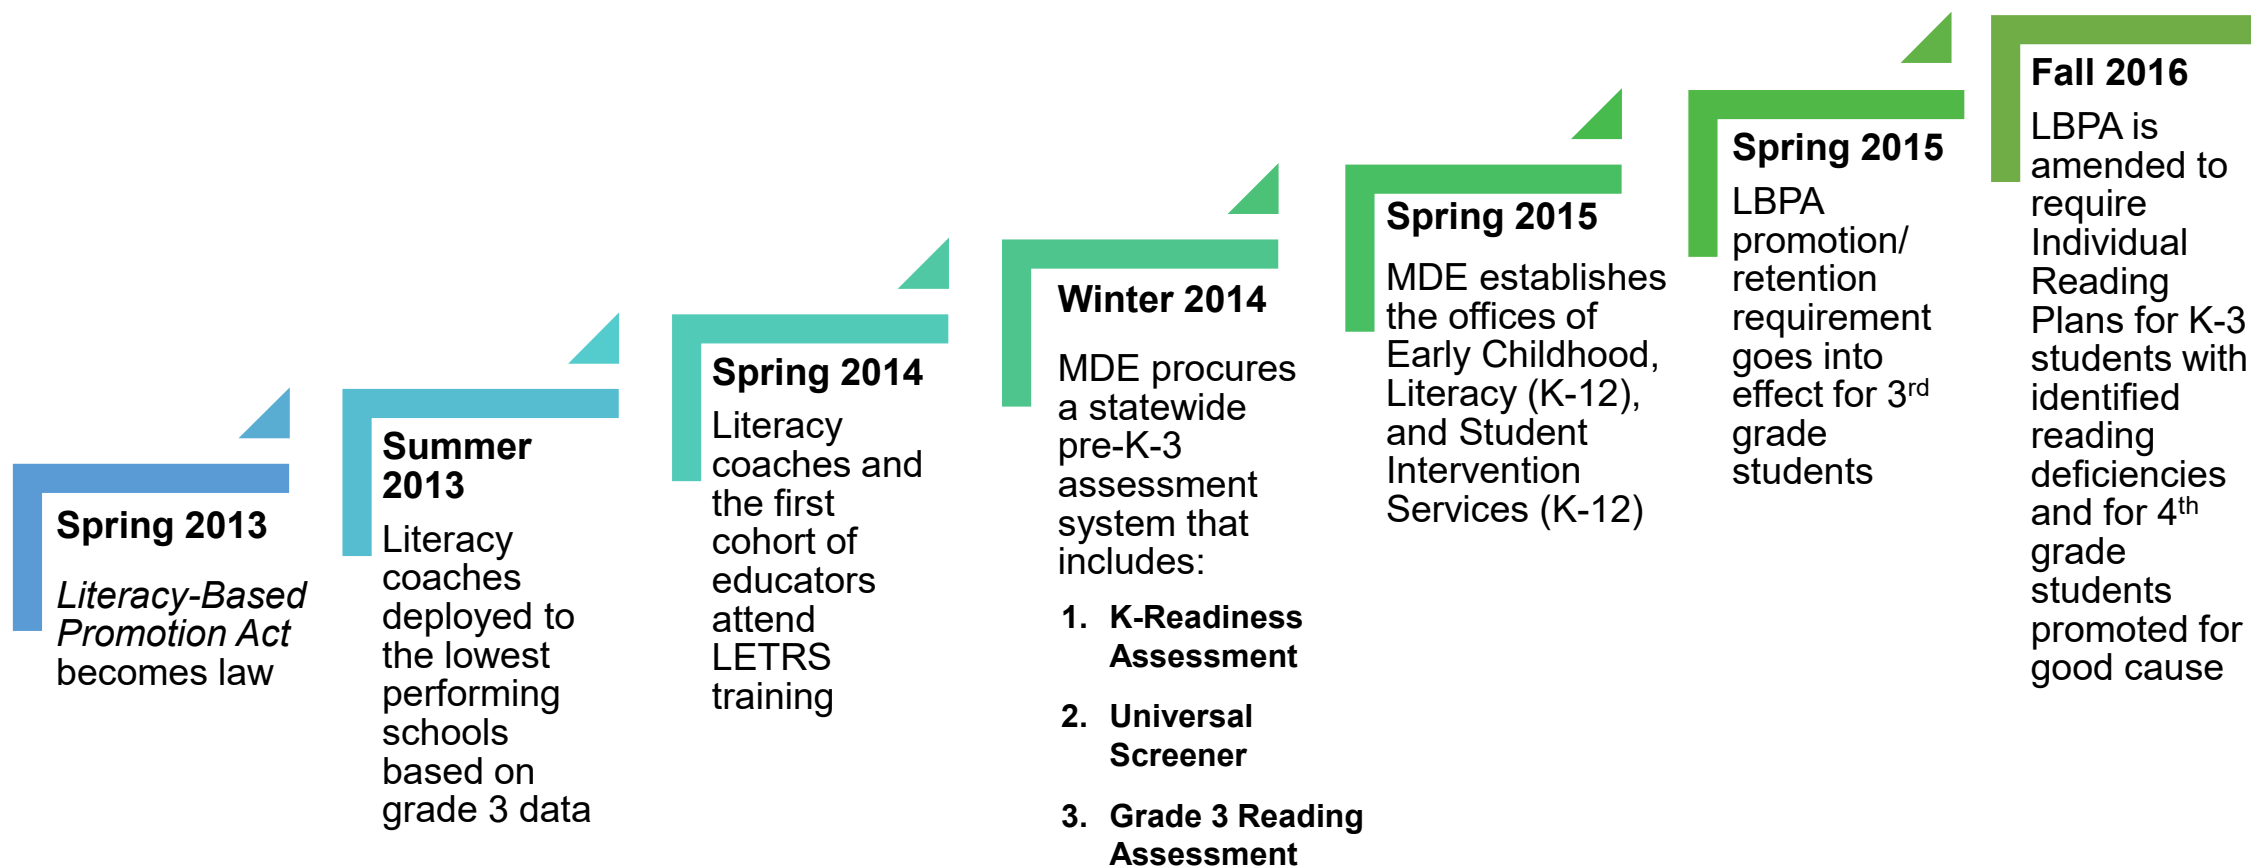 Spring 2013
Literacy-Based
Promotion Act
becomes law
Summer
2013
Literacy
coaches
deployed to
the lowest
performing
schools
based on
grade 3 data
Spring 2014
Literacy
coaches and
the first
cohort of
educators
attend
LETRS
training
Winter 2014
MDE procures
a statewide
pre-K-3
assessment
system that
includes:
1. K-Readiness
Assessment
2. Universal
Screener
3. Grade 3 Reading
Assessment
Spring 2015
MDE establishes
the offices of
Early Childhood,
Literacy (K-12),
and Student
Intervention
Services (K-12)
Spring 2015
LBPA
promotion/
retention
requirement
goes into
effect for 3rd
grade
students
Fall 2016
LBPA is
amended to
require
Individual
Reading
Plans for K-3
students with
identified
reading
deficiencies
and for 4th
grade
students
promoted for
good cause